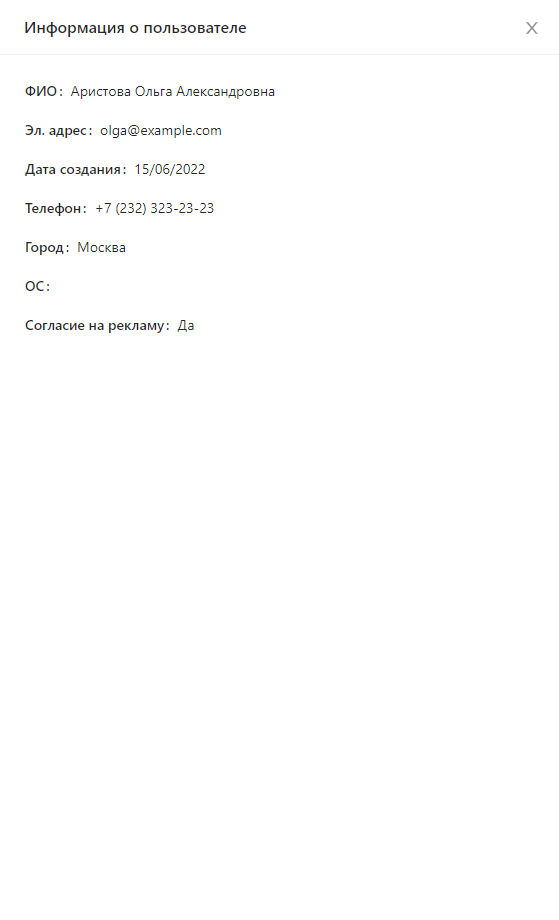 Информация о пользователе
ФИО: Аристова Ольга Александровна
Эл. адрес: olga@example.com
Дата создания: 15/06/2022
Телефон: +7 (232) 323-23-23
Город: Москва
ОС:
Согласие на рекламу: Да